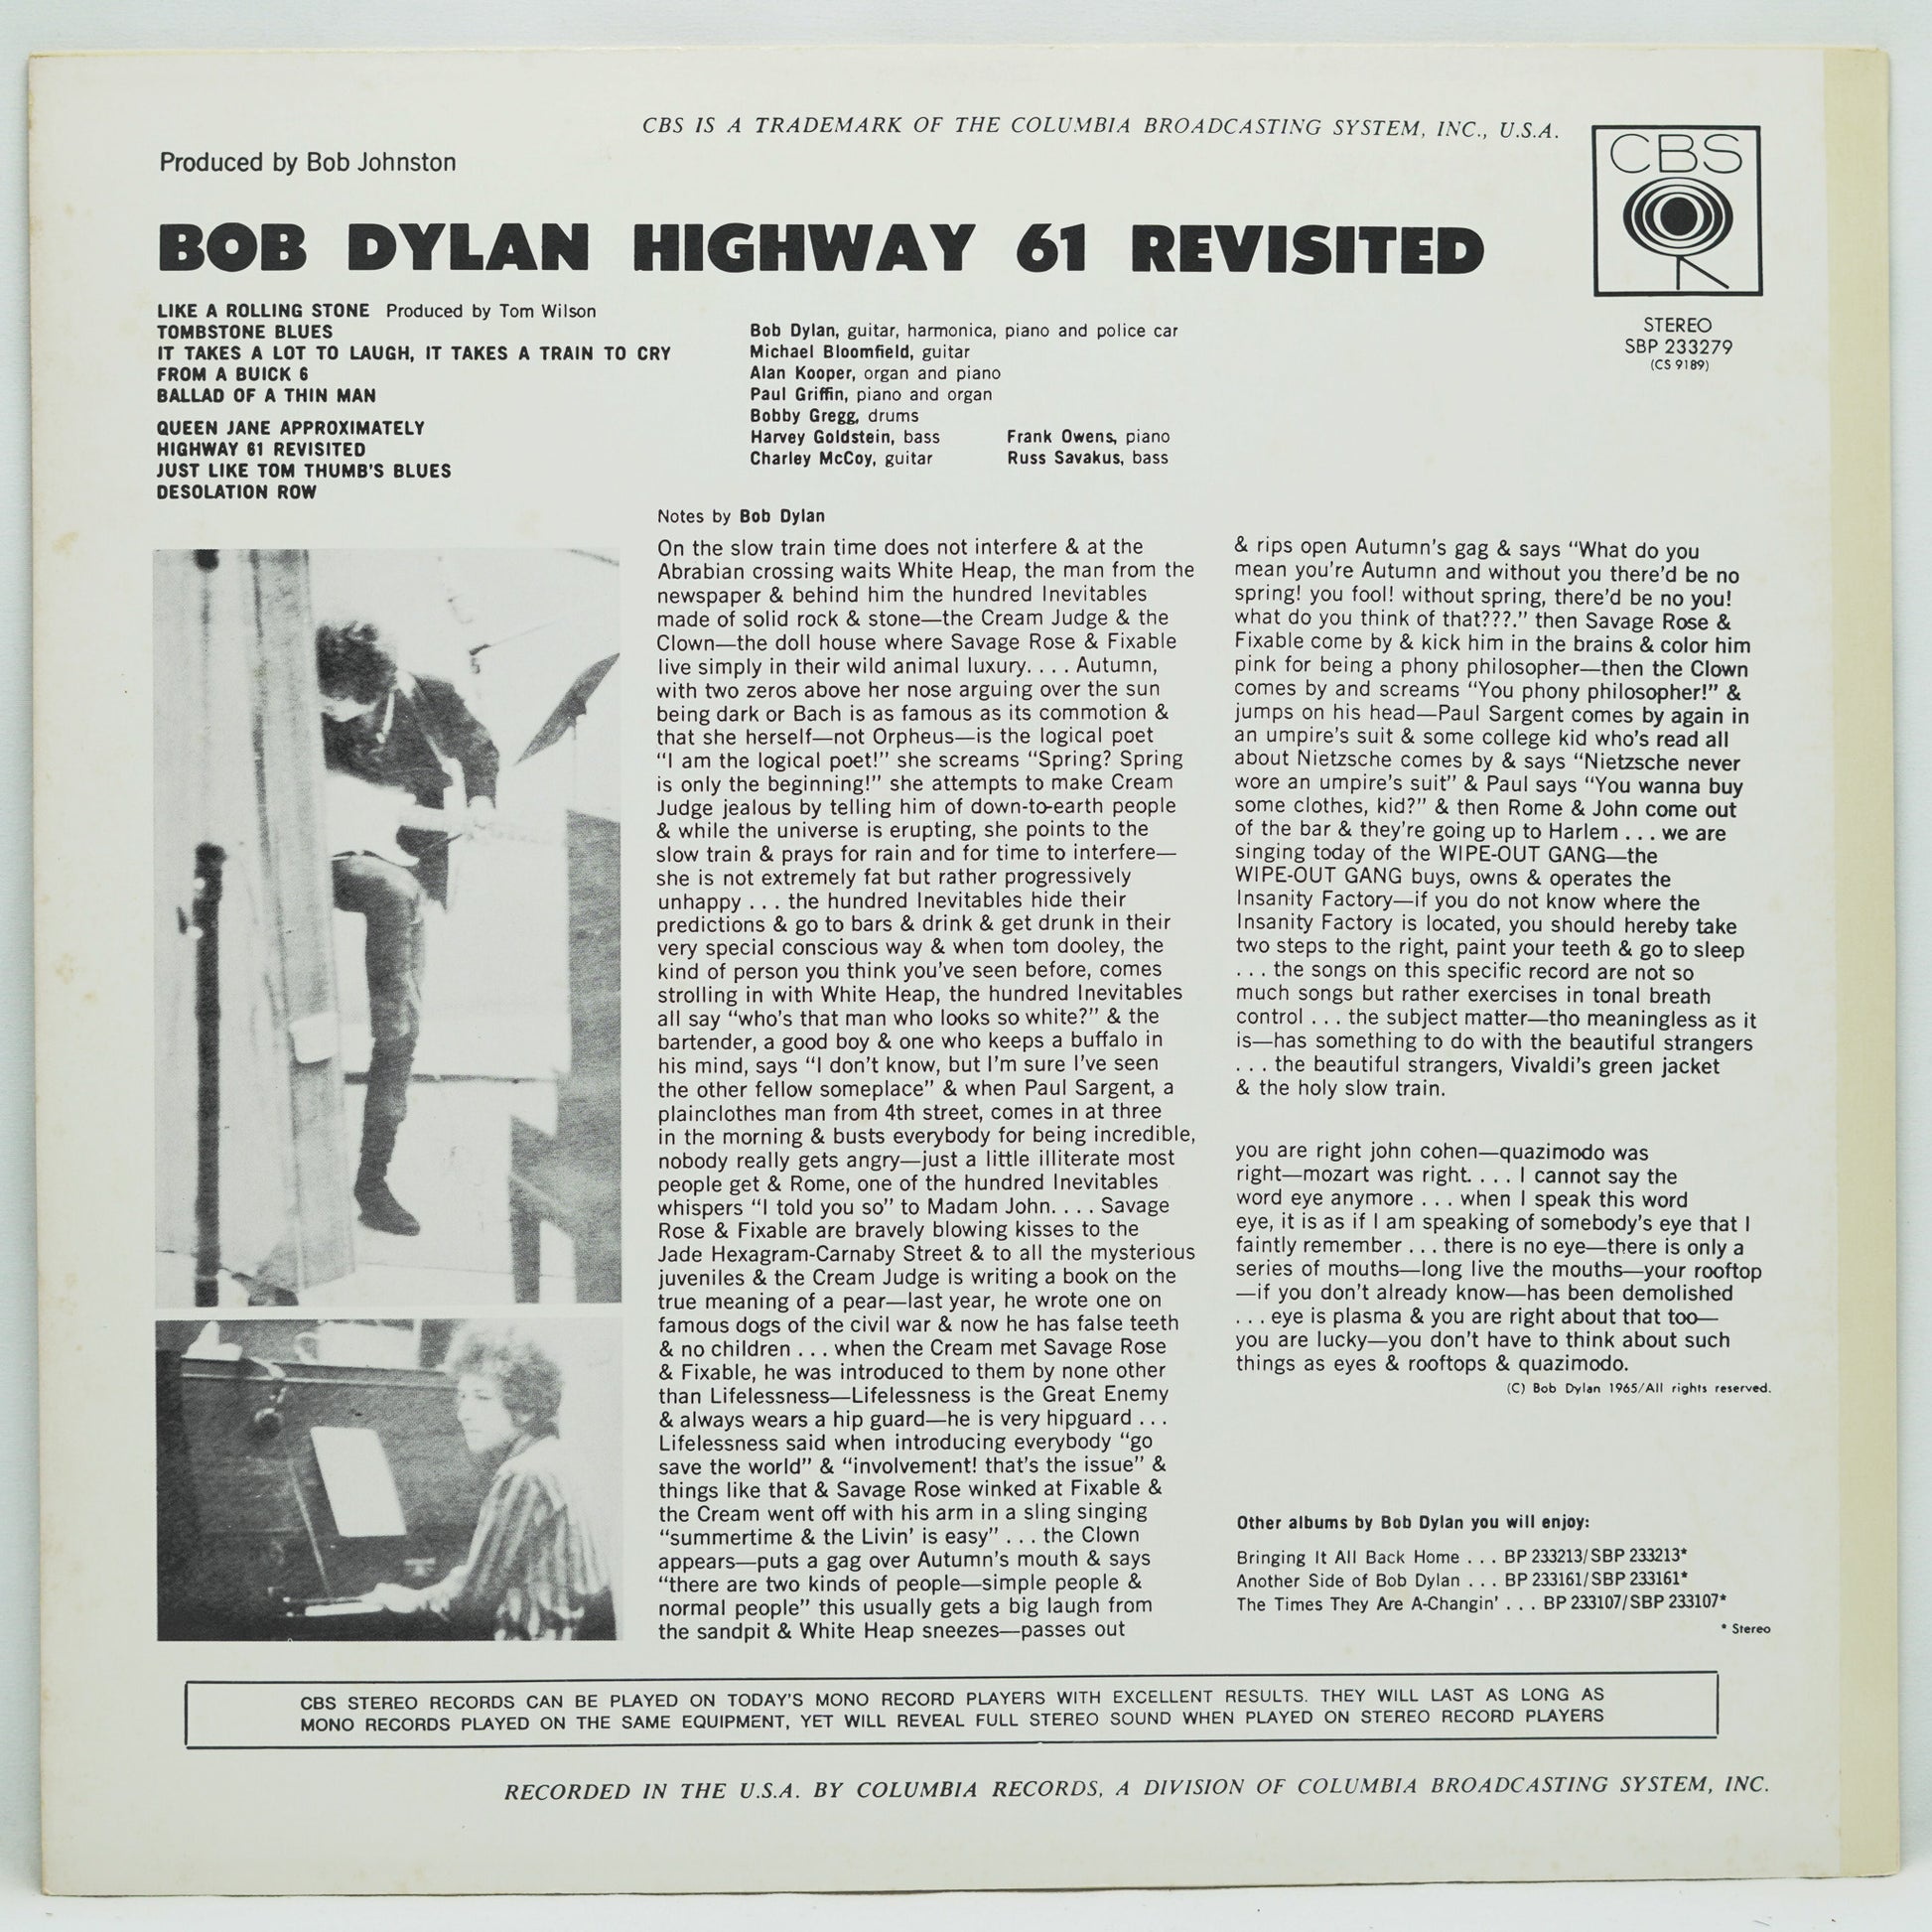 CBS IS A TRADEMARK OF THE COLUMBIA BROADCASTING SYSTEM, INC., U.S.A.
Produced by Bob Johnston
CBS
BOB DYLAN HIGHWAY 61 REVISITED
STEREO
SBP 233279
(CS 9189)
LIKE A ROLLING STONE Produced by Tom Wilson
TOMBSTONE BLUES
IT TAKES A LOT TO LAUGH, IT TAKES A TRAIN TO CRY
FROM A BUICK 6
BALLAD OF A THIN MAN
QUEEN JANE APPROXIMATELY
HIGHWAY 61 REVISITED
JUST LIKE TOM THUMB'S BLUES
DESOLATION ROW
Bob Dylan, guitar, harmonica, piano and police car
Michael Bloomfield, guitar
Alan Kooper, organ and piano
Paul Griffin, piano and organ
Bobby Gregg, drums
Harvey Goldstein, bass
Charley McCoy, guitar
Frank Owens, piano
Russ Savakus, bass
Notes by Bob Dylan
On the slow train time does not interfere & at the
Abrabian crossing waits White Heap, the man from the
newspaper & behind him the hundred Inevitables
made of solid rock & stone—the Cream Judge & the
Clown—the doll house where Savage Rose & Fixable
live simply in their wild animal luxury. . . . Autumn,
with two zeros above her nose arguing over the sun
being dark or Bach is as famous as its commotion &
that she herself—not Orpheus—is the logical poet
“I am the logical poet!” she screams “Spring? Spring
is only the beginning!” she attempts to make Cream
Judge jealous by telling him of down-to-earth people
& while the universe is erupting, she points to the
slow train & prays for rain and for time to interfere—
she is not extremely fat but rather progressively
unhappy . . . the hundred Inevitables hide their
predictions & go to bars & drink & get drunk in their
very special conscious way & when tom dooley, the
kind of person you think you've seen before, comes
strolling in with White Heap, the hundred Inevitables
all say “who's that man who looks so white?” & the
bartender, a good boy & one who keeps a buffalo in
his mind, says “I don't know, but I'm sure I've seen
the other fellow someplace” & when Paul Sargent, a
plainclothes man from 4th street, comes in at three
in the morning & busts everybody for being incredible,
nobody really gets angry—just a little illiterate most
people get & Rome, one of the hundred Inevitables
whispers “I told you so” to Madam John. . . . Savage
Rose & Fixable are bravely blowing kisses to the
Jade Hexagram-Carnaby Street & to all the mysterious
juveniles & the Cream Judge is writing a book on the
true meaning of a pear—last year, he wrote one on
famous dogs of the civil war & now he has false teeth
& no children . . . when the Cream met Savage Rose
& Fixable, he was introduced to them by none other
than Lifelessness—Lifelessness is the Great Enemy
& always wears a hip guard—he is very hipguard . . .
Lifelessness said when introducing everybody “go
save the world” & “involvement! that's the issue” &
things like that & Savage Rose winked at Fixable &
the Cream went off with his arm in a sling singing
“summertime & the Livin' is easy” . . . the Clown
appears—puts a gag over Autumn's mouth & says
“there are two kinds of people—simple people &
normal people” this usually gets a big laugh from
the sandpit & White Heap sneezes—passes out
& rips open Autumn's gag & says “What do you
mean you're Autumn and without you there'd be no
spring! you fool! without spring, there'd be no you!
what do you think of that???.” then Savage Rose &
Fixable come by & kick him in the brains & color him
pink for being a phony philosopher—then the Clown
comes by and screams “You phony philosopher!” &
jumps on his head—Paul Sargent comes by again in
an umpire's suit & some college kid who's read all
about Nietzsche comes by & says “Nietzsche never
wore an umpire's suit” & Paul says “You wanna buy
some clothes, kid?” & then Rome & John come out
of the bar & they're going up to Harlem . . . we are
singing today of the WIPE-OUT GANG—the
WIPE-OUT GANG buys, owns & operates the
Insanity Factory—if you do not know where the
Insanity Factory is located, you should hereby take
two steps to the right, paint your teeth & go to sleep
. . . the songs on this specific record are not so
much songs but rather exercises in tonal breath
control . . . the subject matter—tho meaningless as it
is—has something to do with the beautiful strangers
. . . the beautiful strangers, Vivaldi's green jacket
& the holy slow train.
you are right john cohen—quazimodo was
right—mozart was right. . . . I cannot say the
word eye anymore . . . when I speak this word
eye, it is as if I am speaking of somebody's eye that I
faintly remember . . . there is no eye—there is only a
series of mouths—long live the mouths—your rooftop
—if you don't already know—has been demolished
. . . eye is plasma & you are right about that too—
you are lucky—you don't have to think about such
things as eyes & rooftops & quazimodo.
(C) Bob Dylan 1965/All rights reserved.
Other albums by Bob Dylan you will enjoy:
Bringing It All Back Home . . . BP 233213/SBP 233213*
Another Side of Bob Dylan . . . BP 233161/SBP 233161*
The Times They Are A-Changin' . . . BP 233107/SBP 233107*
* Stereo
CBS STEREO RECORDS CAN BE PLAYED ON TODAY'S MONO RECORD PLAYERS WITH EXCELLENT RESULTS. THEY WILL LAST AS LONG AS
MONO RECORDS PLAYED ON THE SAME EQUIPMENT, YET WILL REVEAL FULL STEREO SOUND WHEN PLAYED ON STEREO RECORD PLAYERS
RECORDED IN THE U.S.A. BY COLUMBIA RECORDS, A DIVISION OF COLUMBIA BROADCASTING SYSTEM, INC.